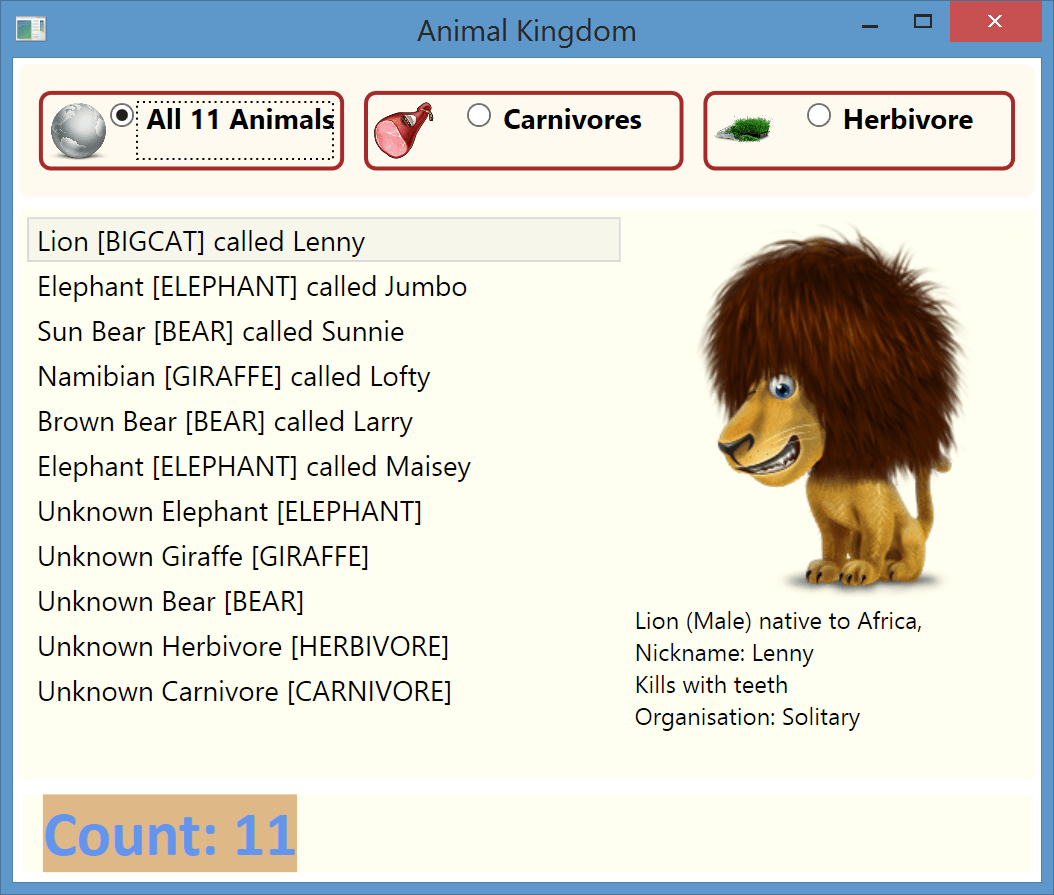 Animal Kingdom
All 11 Animals
Carnivores
Herbivore
Lion [BIGCAT] called Lenny
Elephant [ELEPHANT] called Jumbo
Sun Bear [BEAR] called Sunnie
Namibian [GIRAFFE] called Lofty
Brown Bear [BEAR] called Larry
Elephant [ELEPHANT] called Maisey
Unknown Elephant [ELEPHANT]
Unknown Giraffe [GIRAFFE]
Unknown Bear [BEAR]
Unknown Herbivore [HERBIVORE]
Unknown Carnivore [CARNIVORE]
Lion (Male) native to Africa,
Nickname: Lenny
Kills with teeth
Organisation: Solitary
Count: 11